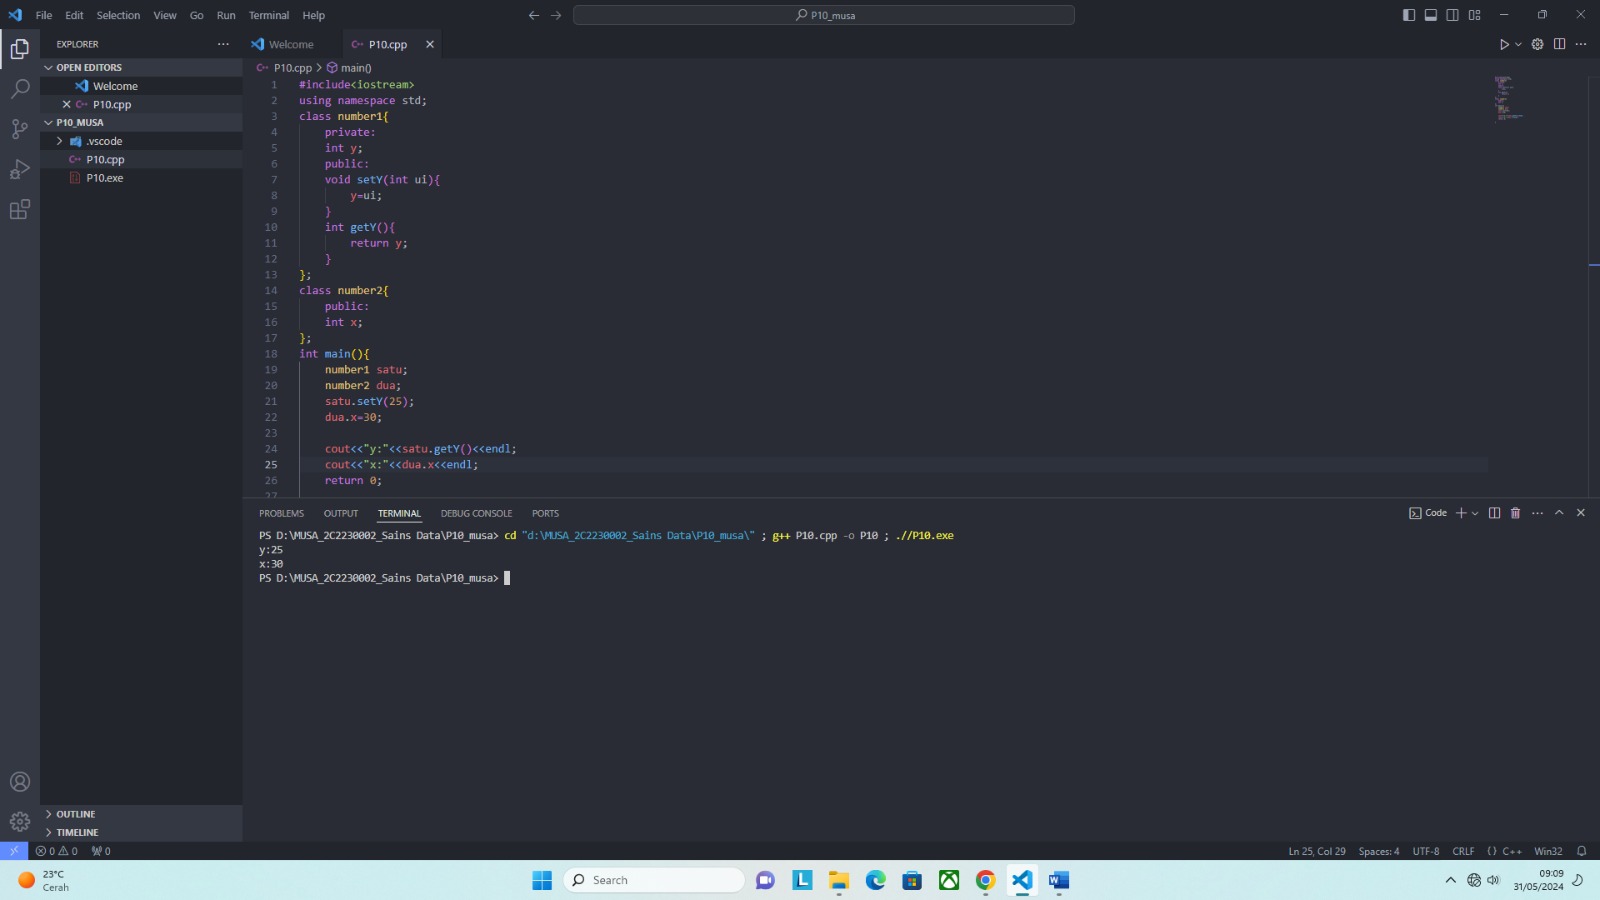 File Edit Selection View Go Run Terminal Help
P10_musa
EXPLORER
Welcome
P10.cpp
OPEN EDITORS
Welcome
P10.cpp
P10_MUSA
.vscode
P10.cpp
P10.exe
P10.cpp > main()
1 #include<iostream>
2 using namespace std;
3 class number1{
4 private:
5 int y;
6 public:
7 void setY(int ui){
8 y=ui;
9 }
10 int getY(){
11 return y;
12 }
13 };
14 class number2{
15 public:
16 int x;
17 };
18 int main(){
19 number1 satu;
20 number2 dua;
21 satu.setY(25);
22 dua.x=30;
23
24 cout<<"y:"<<satu.getY()<<endl;
25 cout<<"x:"<<dua.x<<endl;
26 return 0;
27
PROBLEMS OUTPUT TERMINAL DEBUG CONSOLE PORTS
Code
PS D:\MUSA_2C2230002_Sains Data\P10_musa> cd "d:\MUSA_2C2230002_Sains Data\P10_musa\" ; g++ P10.cpp -o P10 ; .//P10.exe
y:25
x:30
PS D:\MUSA_2C2230002_Sains Data\P10_musa>
OUTLINE
TIMELINE
0 0 0
Ln 25, Col 29 Spaces: 4 UTF-8 CRLF {} C++ Win32
23°C
Cerah
Search
09:09
31/05/2024